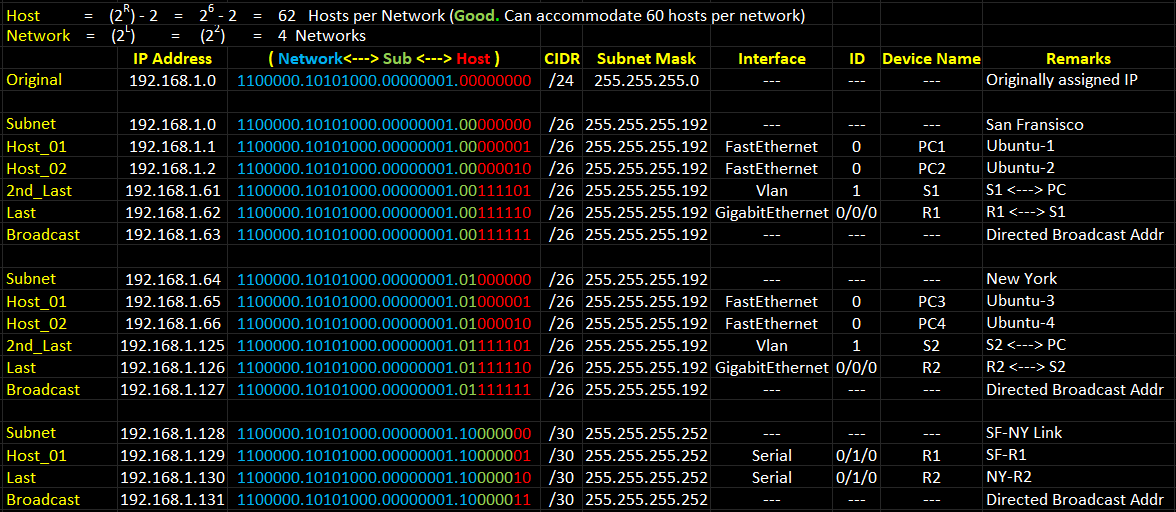 Host = (2^R) - 2 = 2^6 - 2 = 62 Hosts per Network (Good. Can accommodate 60 hosts per network)
Network = (2^L) = (2^2) = 4 Networks
IP Address ( Network<---> Sub <---> Host ) CIDR Subnet Mask Interface ID Device Name Remarks
Original 192.168.1.0 1100000.10101000.00000001.00000000 /24 255.255.255.0 --- --- --- Originally assigned IP
Subnet 192.168.1.0 1100000.10101000.00000001.00000000 /26 255.255.255.192 --- --- --- San Fransisco
Host_01 192.168.1.1 1100000.10101000.00000001.00000001 /26 255.255.255.192 FastEthernet 0 PC1 Ubuntu-1
Host_02 192.168.1.2 1100000.10101000.00000001.00000010 /26 255.255.255.192 FastEthernet 0 PC2 Ubuntu-2
2nd_Last 192.168.1.61 1100000.10101000.00000001.00111101 /26 255.255.255.192 Vlan 1 S1 S1 <---> PC
Last 192.168.1.62 1100000.10101000.00000001.00111110 /26 255.255.255.192 GigabitEthernet 0/0/0 R1 R1 <---> S1
Broadcast 192.168.1.63 1100000.10101000.00000001.00111111 /26 255.255.255.192 --- --- --- Directed Broadcast Addr
Subnet 192.168.1.64 1100000.10101000.00000001.01000000 /26 255.255.255.192 --- --- --- New York
Host_01 192.168.1.65 1100000.10101000.00000001.01000001 /26 255.255.255.192 FastEthernet 0 PC3 Ubuntu-3
Host_02 192.168.1.66 1100000.10101000.00000001.01000010 /26 255.255.255.192 FastEthernet 0 PC4 Ubuntu-4
2nd_Last 192.168.1.125 1100000.10101000.00000001.01111101 /26 255.255.255.192 Vlan 1 S2 S2 <---> PC
Last 192.168.1.126 1100000.10101000.00000001.01111110 /26 255.255.255.192 GigabitEthernet 0/0/0 R2 R2 <---> S2
Broadcast 192.168.1.127 1100000.10101000.00000001.01111111 /26 255.255.255.192 --- --- --- Directed Broadcast Addr
Subnet 192.168.1.128 1100000.10101000.00000001.10000000 /30 255.255.255.252 --- --- --- SF-NY Link
Host_01 192.168.1.129 1100000.10101000.00000001.10000001 /30 255.255.255.252 Serial 0/1/0 R1 SF-R1
Last 192.168.1.130 1100000.10101000.00000001.10000010 /30 255.255.255.252 Serial 0/1/0 R2 NY-R2
Broadcast 192.168.1.131 1100000.10101000.00000001.10000011 /30 255.255.255.252 --- --- --- Directed Broadcast Addr